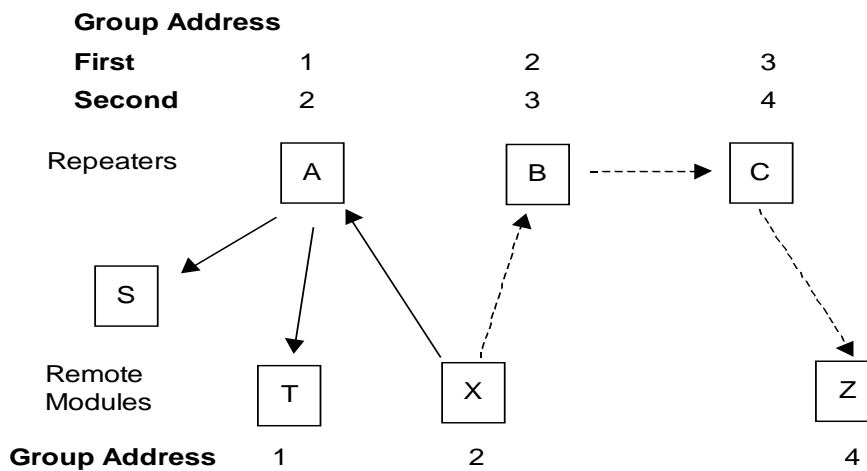 Group Address
First 1 2 3
Second 2 3 4
Repeaters A B C
S
Remote
Modules T X Z
Group Address 1 2 4